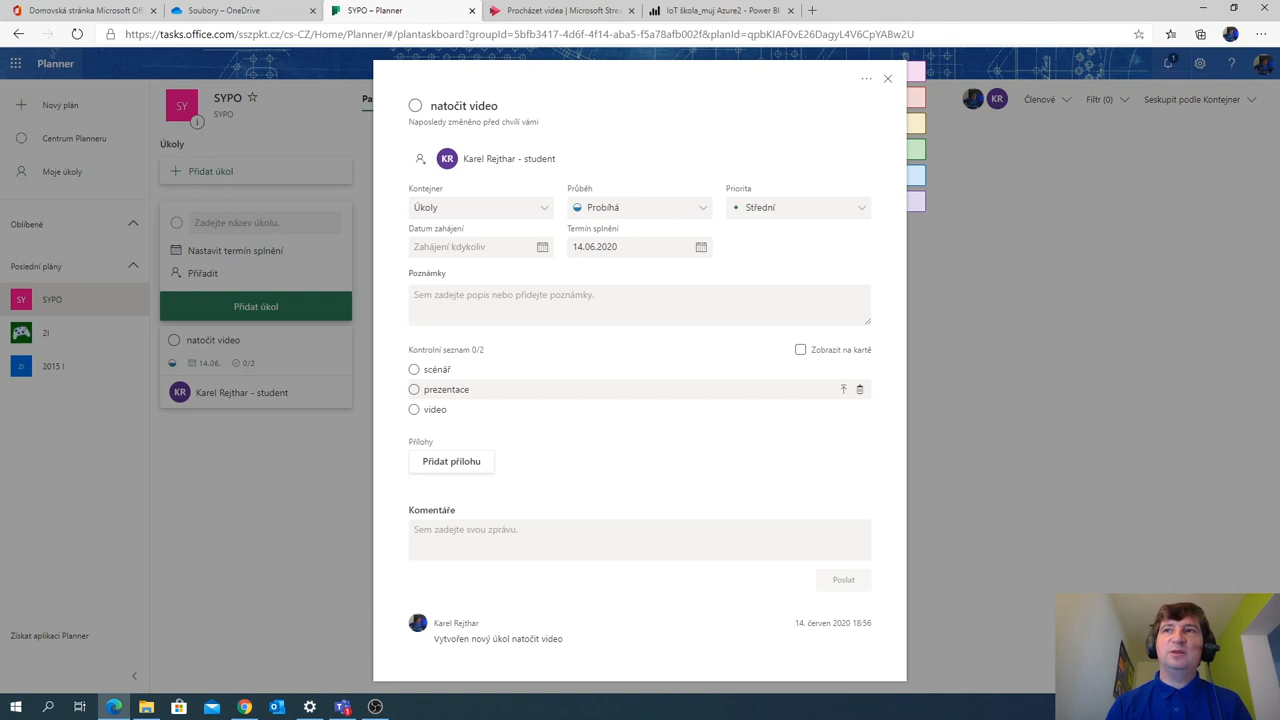 Domovská stránka Microsoft Of
Soubory – OneDrive
SYPO – Planner
Procházet videa | Microsoft Stre
IoT škola_muj Azure2 - Power BI
https://tasks.office.com/sszpkt.cz/cs-CZ/Home/Planner/#/plantaskboard?groupId=5bfb3417-4d6f-4f14-aba5-f5a78afb002f&planId=qpbKIAF0vE26DagyL4V6CpYABw2U
Planner
1
?
Nový plán
Centrum Planneru
Moje úkoly
Oblíbené
Poslední plány
SY SYPO
2I
2015 I
Získat aplikaci Planner
SY
SYPO
SYPO
KR
Členové
Filtr (0)
Seskupit podle Kontejner
Úkoly
Přidat úkol
Zadejte název úkolu.
Nastavit termín splnění
Přiřadit
Přidat úkol
natočit video
14.06.
0/2
Karel Rejthar - student
natočit video
Naposledy změněno před chvílí vámi
KR Karel Rejthar - student
Kontejner
Průběh
Priorita
Úkoly
Probíhá
Střední
Datum zahájení
Termín splnění
Zahájení kdykoliv
14.06.2020
Poznámky
Sem zadejte popis nebo přidejte poznámky.
Kontrolní seznam 0/2
Zobrazit na kartě
scénář
prezentace
video
Přílohy
Přidat přílohu
Komentáře
Sem zadejte svou zprávu.
Poslat
Karel Rejthar
14. červen 2020 18:56
Vytvořen nový úkol natočit video